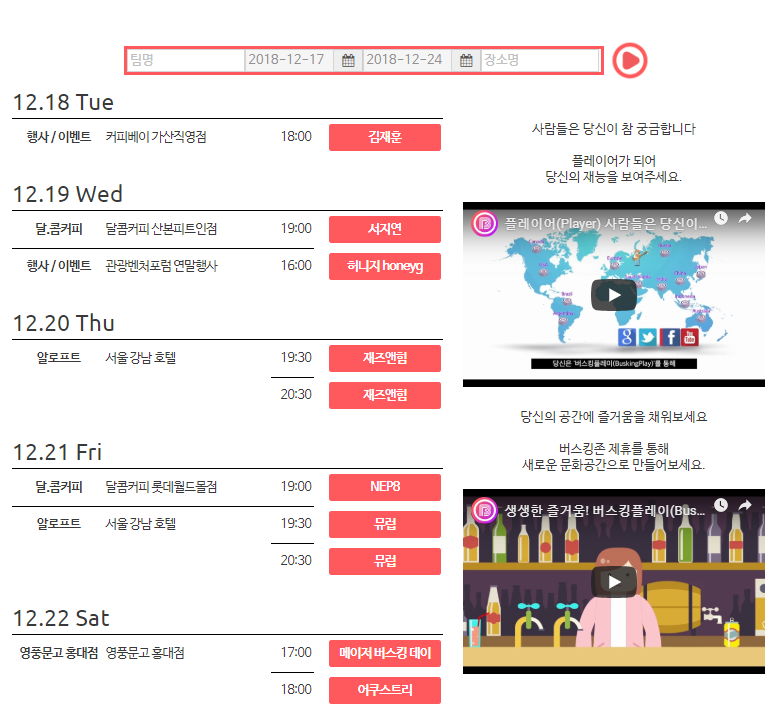 팀명 2018-12-17 2018-12-24 장소명
12.18 Tue
행사 / 이벤트 커피베이 가산직영점 18:00 김재훈
12.19 Wed
달.콤커피 달콤커피 산본피트인점 19:00 서지연
행사 / 이벤트 관광벤처포럼 연말행사 16:00 허니지 honeyg
12.20 Thu
알로프트 서울 강남 호텔 19:30 재즈앤힘
20:30 재즈앤힘
12.21 Fri
달.콤커피 달콤커피 롯데월드몰점 19:00 NEP8
알로프트 서울 강남 호텔 19:30 뮤럽
20:30 뮤럽
12.22 Sat
영풍문고 홍대점 영풍문고 홍대점 17:00 메이저 버스킹 데이
18:00 어쿠스트리
사람들은 당신이 참 궁금합니다
플레이어가 되어
당신의 재능을 보여주세요.
플레이어(Player) 사람들은 당신이...
당신은 '버스킹플레이(BuskingPlay)'를 통해
당신의 공간에 즐거움을 채워보세요
버스킹존 제휴를 통해
새로운 문화공간으로 만들어보세요.
생생한 즐거움! 버스킹플레이(Bus...